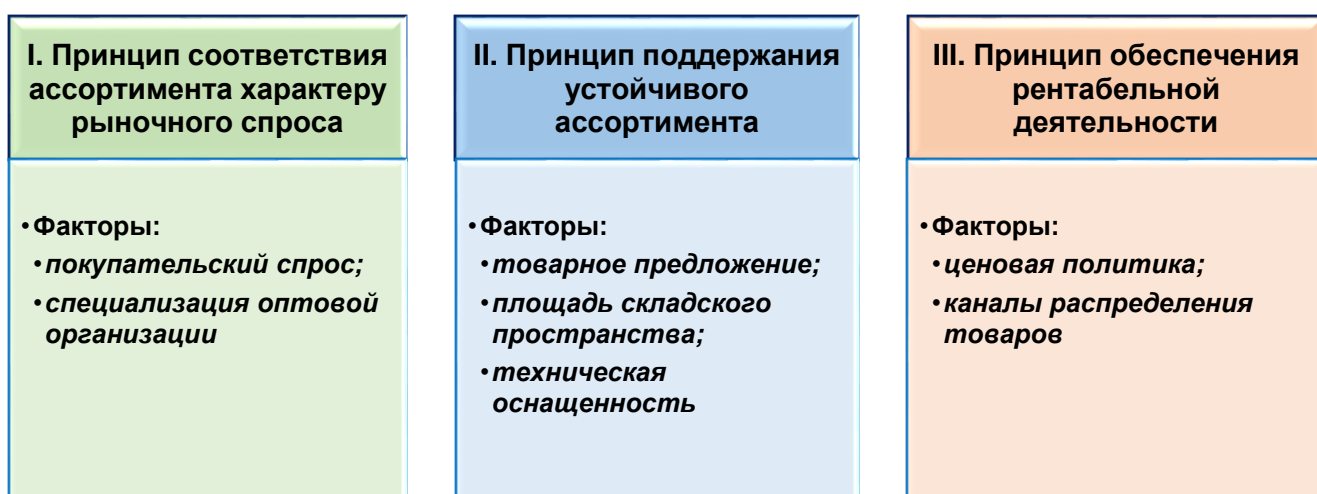 I. Принцип соответствия
ассортимента характеру
рыночного спроса
•Факторы:
•покупательский спрос;
•специализация оптовой
организации
II. Принцип поддержания
устойчивого
ассортимента
•Факторы:
•товарное предложение;
•площадь складского
пространства;
•техническая
оснащенность
III. Принцип обеспечения
рентабельной
деятельности
•Факторы:
•ценовая политика;
•каналы распределения
товаров